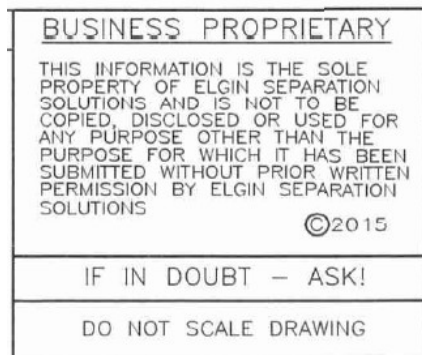 BUSINESS PROPRIETARY
THIS INFORMATION IS THE SOLE
PROPERTY OF ELGIN SEPARATION
SOLUTIONS AND IS NOT TO BE
COPIED, DISCLOSED OR USED FOR
ANY PURPOSE OTHER THAN THE
PURPOSE FOR WHICH IT HAS BEEN
SUBMITTED WITHOUT PRIOR WRITTEN
PERMISSION BY ELGIN SEPARATION
SOLUTIONS
©2015
IF IN DOUBT – ASK!
DO NOT SCALE DRAWING